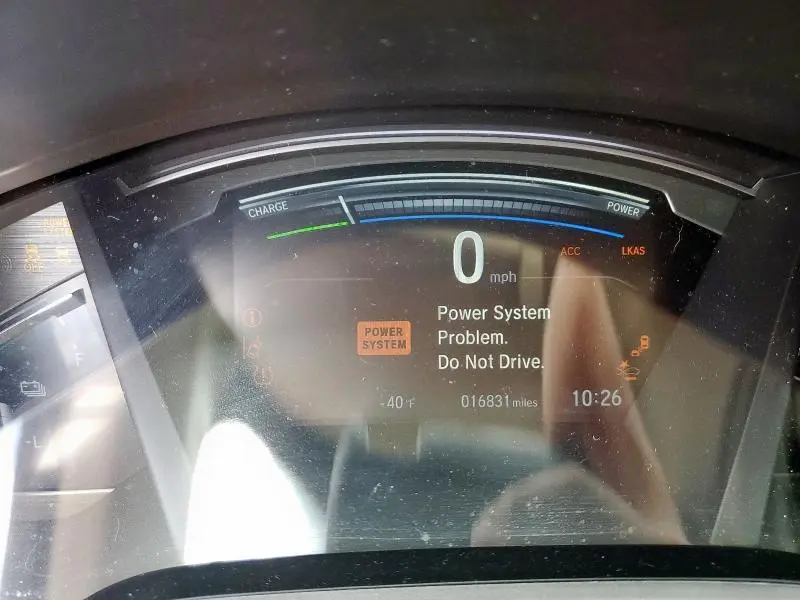 CHARGE
POWER
ACC
LKAS
0 mph
POWER
SYSTEM
Power System
Problem.
Do Not Drive.
-40°F
016831 miles
10:26
OFF
F
L